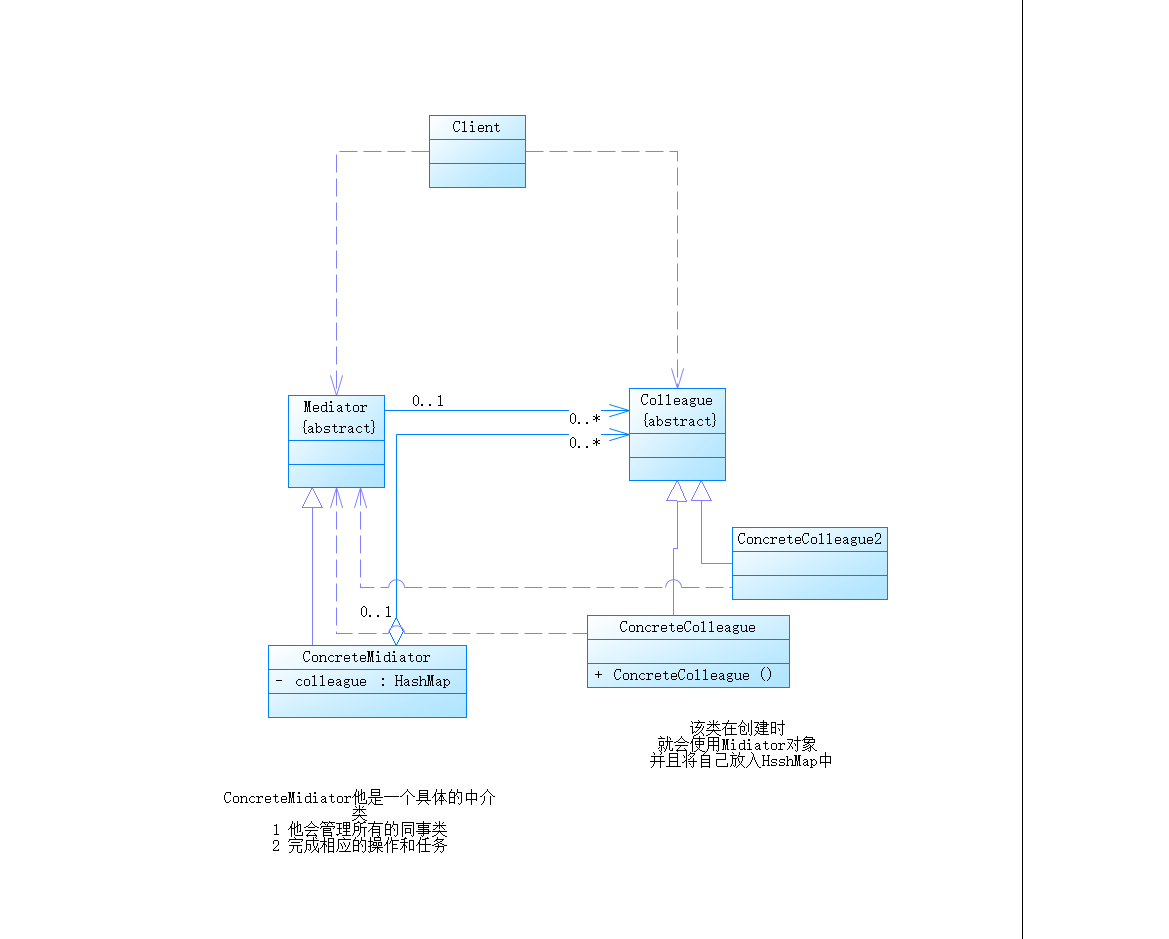 Client
Mediator
{abstract}
0..1
0..*
0..*
Colleague
{abstract}
ConcreteColleague2
0..1
ConcreteColleague
+ ConcreteColleague ()
ConcreteMidiator
- colleague : HashMap
该类在创建时
就会使用Midiator对象
并且将自己放入HsshMap中
ConcreteMidiator他是一个具体的中介
类
1 他会管理所有的同事类
2 完成相应的操作和任务